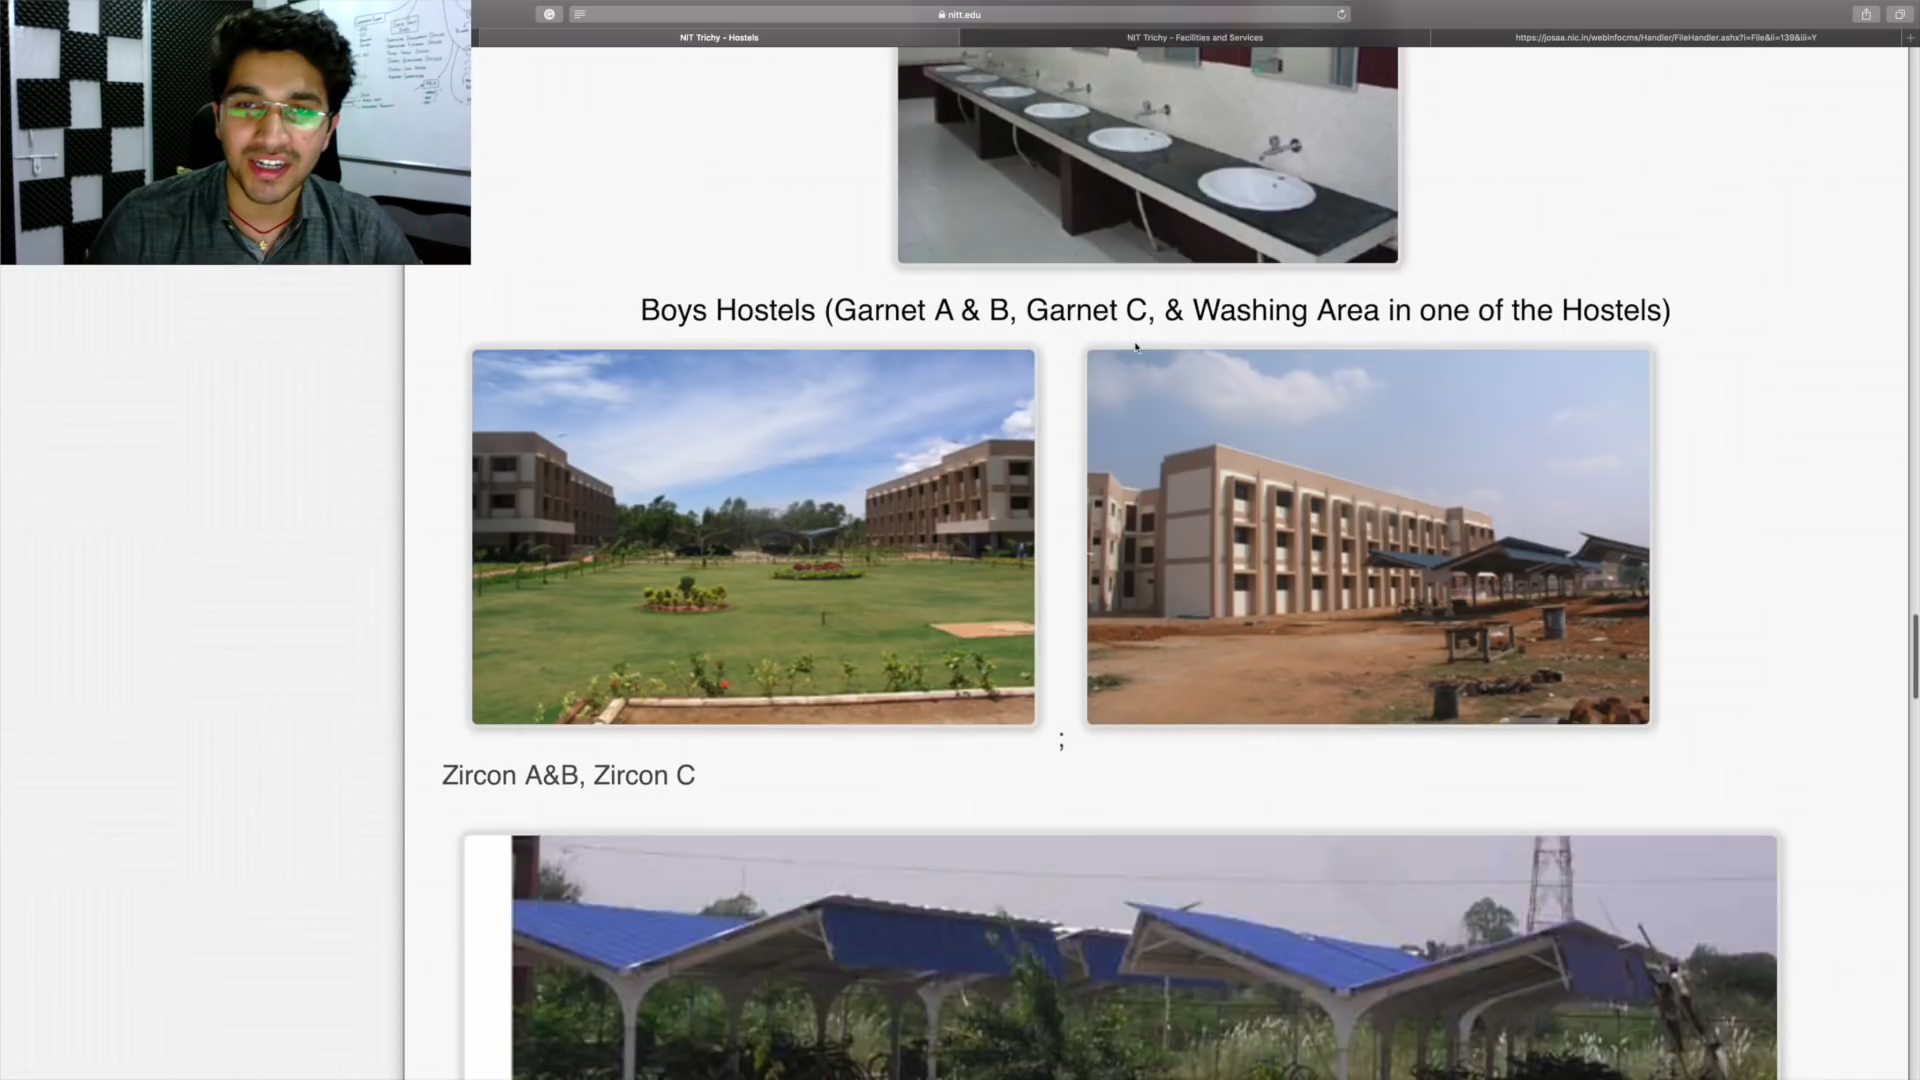 nitt.edu
NIT Trichy - Hostels
NIT Trichy - Facilities and Services
https://josaa.nic.in/webinfocms/Handler/FileHandler.ashx?i=File&ii=139&iii=Y
Boys Hostels (Garnet A & B, Garnet C, & Washing Area in one of the Hostels)
;
Zircon A&B, Zircon C